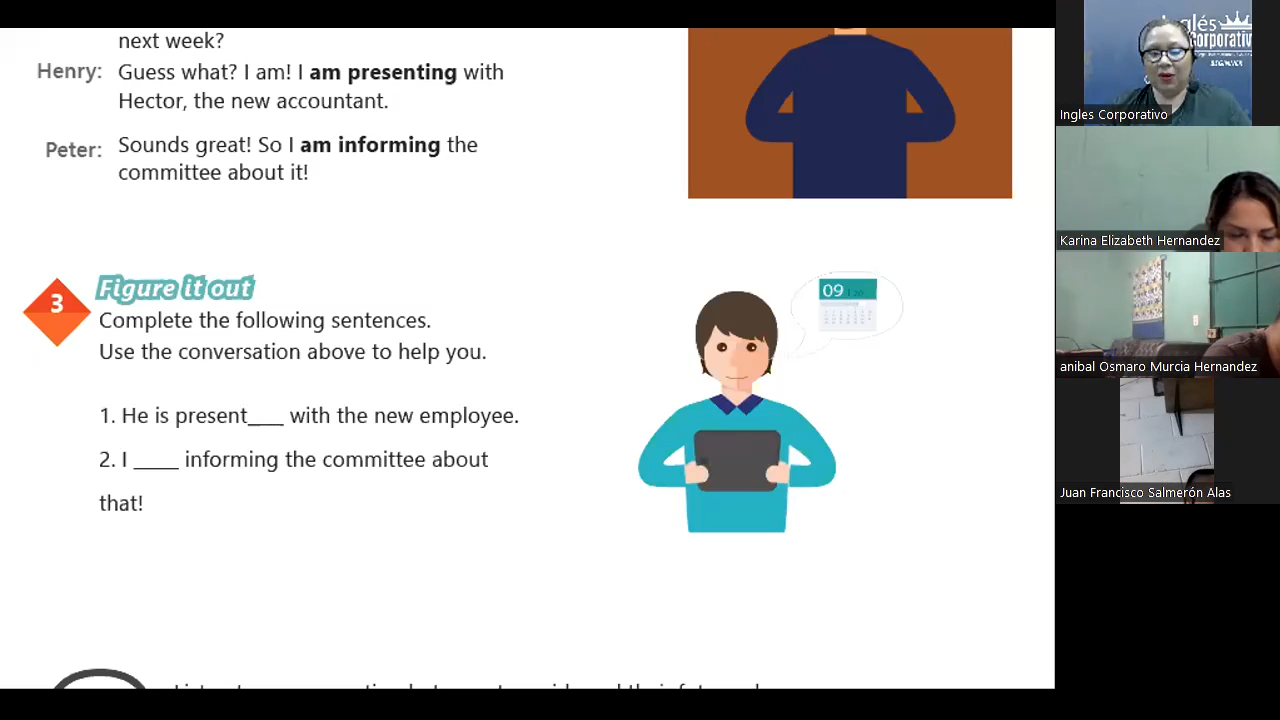 next week?
Henry: Guess what? I am! I am presenting with
Hector, the new accountant.
Peter: Sounds great! So I am informing the
committee about it!
3
Figure it out
Complete the following sentences.
Use the conversation above to help you.
1. He is present___ with the new employee.
2. I ____ informing the committee about
that!
09
Inglés
Corporativo
Ingles Corporativo
Karina Elizabeth Hernandez
anibal Osmaro Murcia Hernandez
Juan Francisco Salmerón Alas